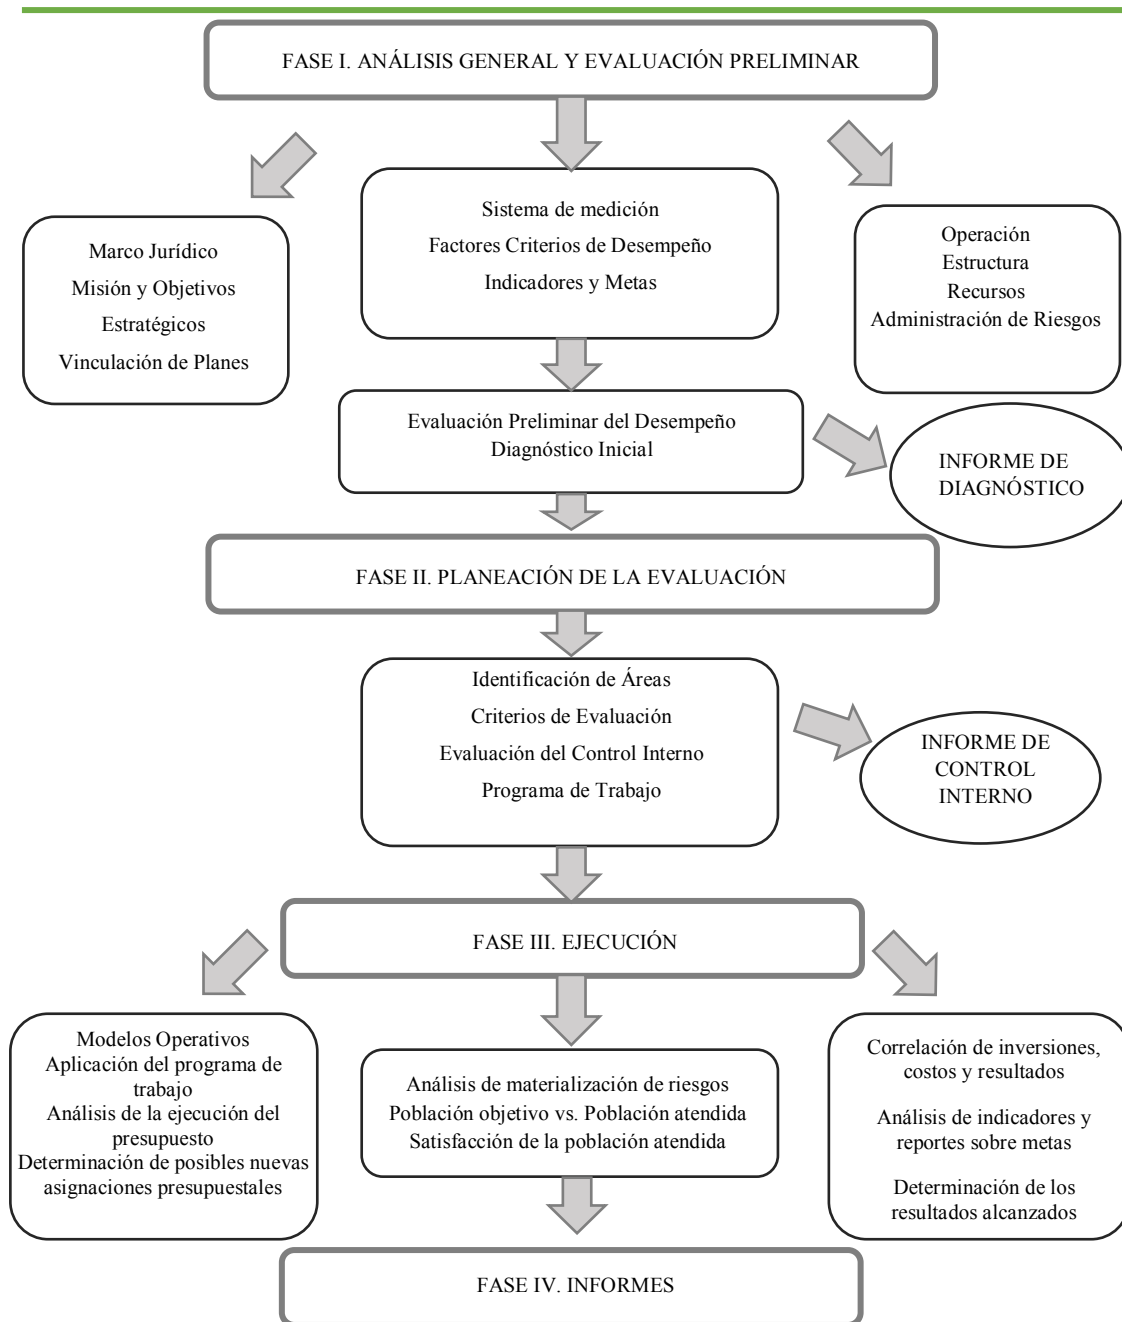 FASE I. ANÁLISIS GENERAL Y EVALUACIÓN PRELIMINAR
Marco Jurídico
Misión y Objetivos
Estratégicos
Vinculación de Planes
Sistema de medición
Factores Criterios de Desempeño
Indicadores y Metas
Operación
Estructura
Recursos
Administración de Riesgos
Evaluación Preliminar del Desempeño
Diagnóstico Inicial
INFORME DE
DIAGNÓSTICO
FASE II. PLANEACIÓN DE LA EVALUACIÓN
Identificación de Áreas
Criterios de Evaluación
Evaluación del Control Interno
Programa de Trabajo
INFORME DE
CONTROL
INTERNO
FASE III. EJECUCIÓN
Modelos Operativos
Aplicación del programa de
trabajo
Análisis de la ejecución del
presupuesto
Determinación de posibles nuevas
asignaciones presupuestales
Análisis de materialización de riesgos
Población objetivo vs. Población atendida
Satisfacción de la población atendida
Correlación de inversiones,
costos y resultados
Análisis de indicadores y
reportes sobre metas
Determinación de los
resultados alcanzados
FASE IV. INFORMES